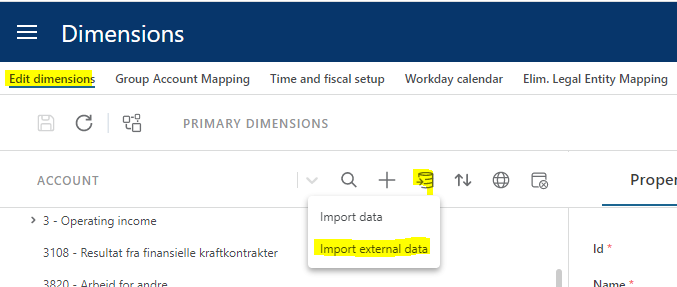 Dimensions
Edit dimensions Group Account Mapping Time and fiscal setup Workday calendar Elim. Legal Entity Mapping
PRIMARY DIMENSIONS
ACCOUNT
Proper
Import data
Import external data
3 - Operating income
3108 - Resultat fra finansielle kraftkontrakter
3820 - Arbeid for andre
Id *
Name *